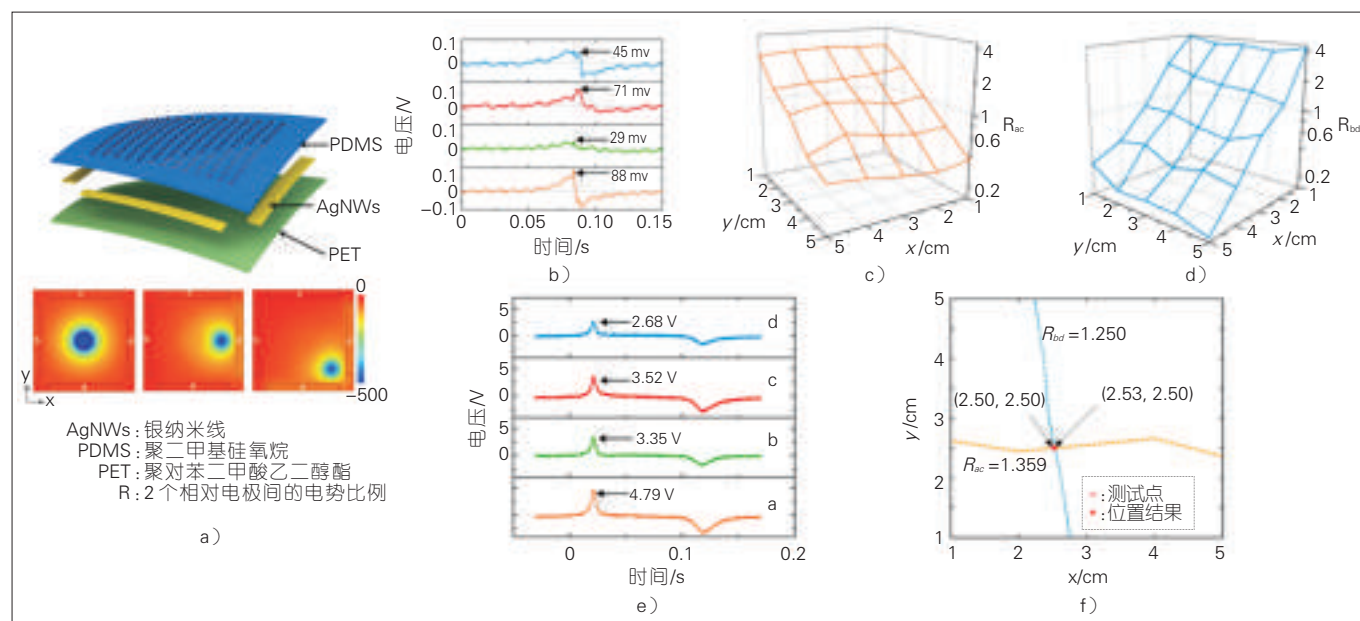 PDMS
AgNWs
PET
0
-500
y
x
AgNWs：银纳米线
PDMS：聚二甲基硅氧烷
PET：聚对苯二甲酸乙二醇酯
R：2 个相对电极间的电势比例
a）
电压/V
0.1
0
45 mv
0.1
0
71 mv
0.1
0
29 mv
0.1
0
-0.1
88 mv
0 0.05 0.10 0.15
时间/s
b）
4
2
1
0.6
0.2
R_ac
1
2
3
4
5
y/cm
5 4 3 2 1
x/cm
c）
4
2
1
0.6
0.2
R_bd
1
2
3
4
5
y/cm
5 4 3 2 1
x/cm
d）
电压/V
5
0
2.68 V
d
5
0
3.52 V
c
5
0
3.35 V
b
4.79 V
a
0 0.1 0.2
时间/s
e）
5
4
3
2
1
y/cm
R_bd=1.250
(2.50, 2.50)
(2.53, 2.50)
R_ac=1.359
：测试点
：位置结果
1 2 3 4 5
x/cm
f）